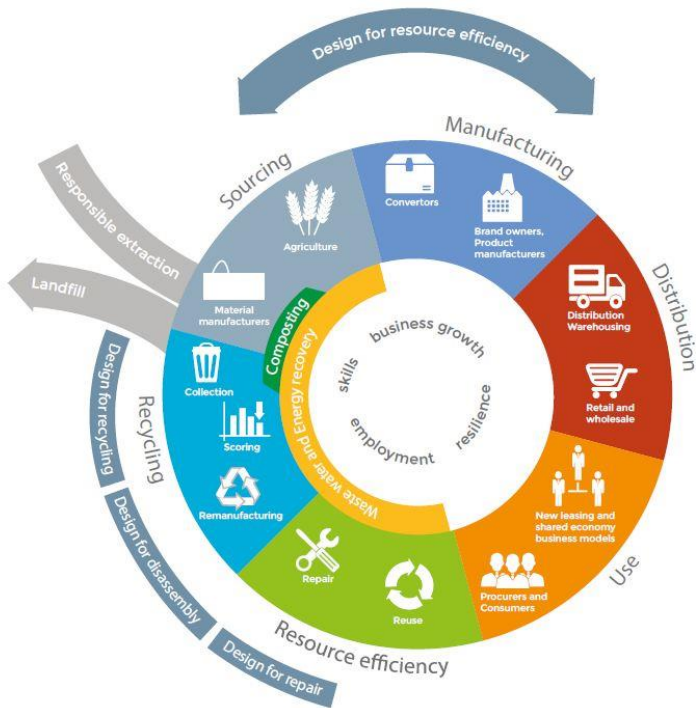 Design for resource efficiency
Manufacturing
Sourcing
Convertors
Brand owners,
Product
manufacturers
Agriculture
Material
manufacturers
Responsible extraction
Landfill
Distribution
Distribution
Warehousing
Retail and
wholesale
Composting
Waste water and Energy recovery
business growth
skills
employment
resilience
Collection
Scoring
Remanufacturing
Recycling
Design for recycling
Design for disassembly
Design for repair
New leasing and
shared economy
business models
Procurers and
Consumers
Use
Repair
Reuse
Resource efficiency